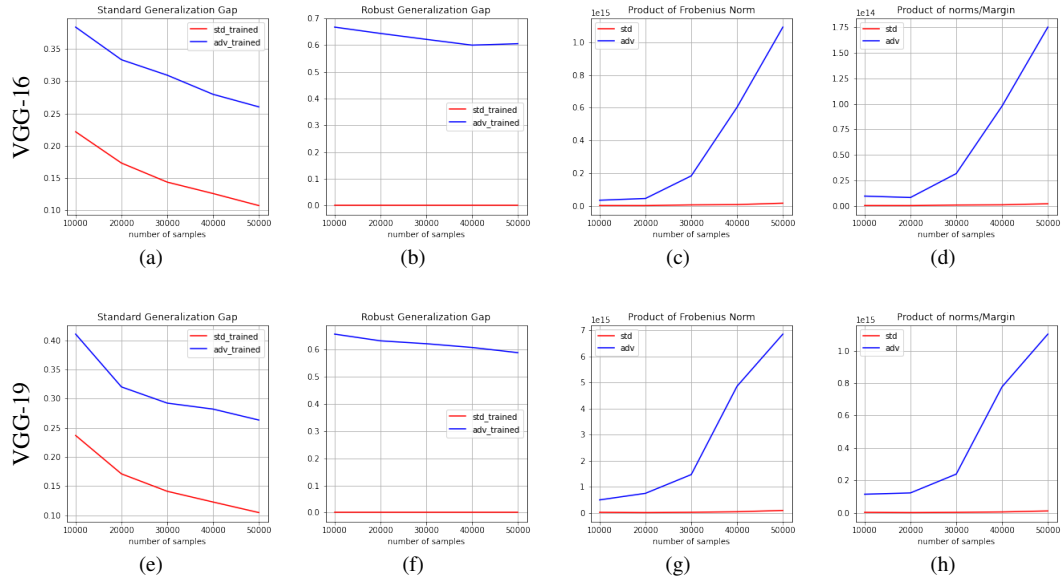 VGG-16
Standard Generalization Gap
std_trained
adv_trained
0.35
0.30
0.25
0.20
0.15
0.10
10000 20000 30000 40000 50000
number of samples
(a)
Robust Generalization Gap
0.7
0.6
0.5
0.4
0.3
0.2
0.1
0.0
std_trained
adv_trained
10000 20000 30000 40000 50000
number of samples
(b)
Product of Frobenius Norm
1e15
std
adv
1.0
0.8
0.6
0.4
0.2
0.0
10000 20000 30000 40000 50000
number of samples
(c)
Product of norms/Margin
1e14
std
adv
1.75
1.50
1.25
1.00
0.75
0.50
0.25
0.00
10000 20000 30000 40000 50000
number of samples
(d)
VGG-19
Standard Generalization Gap
std_trained
adv_trained
0.40
0.35
0.30
0.25
0.20
0.15
0.10
10000 20000 30000 40000 50000
number of samples
(e)
Robust Generalization Gap
0.6
0.5
0.4
0.3
0.2
0.1
0.0
std_trained
adv_trained
10000 20000 30000 40000 50000
number of samples
(f)
Product of Frobenius Norm
1e15
std
adv
7
6
5
4
3
2
1
0
10000 20000 30000 40000 50000
number of samples
(g)
Product of norms/Margin
1e15
std
adv
1.0
0.8
0.6
0.4
0.2
0.0
10000 20000 30000 40000 50000
number of samples
(h)